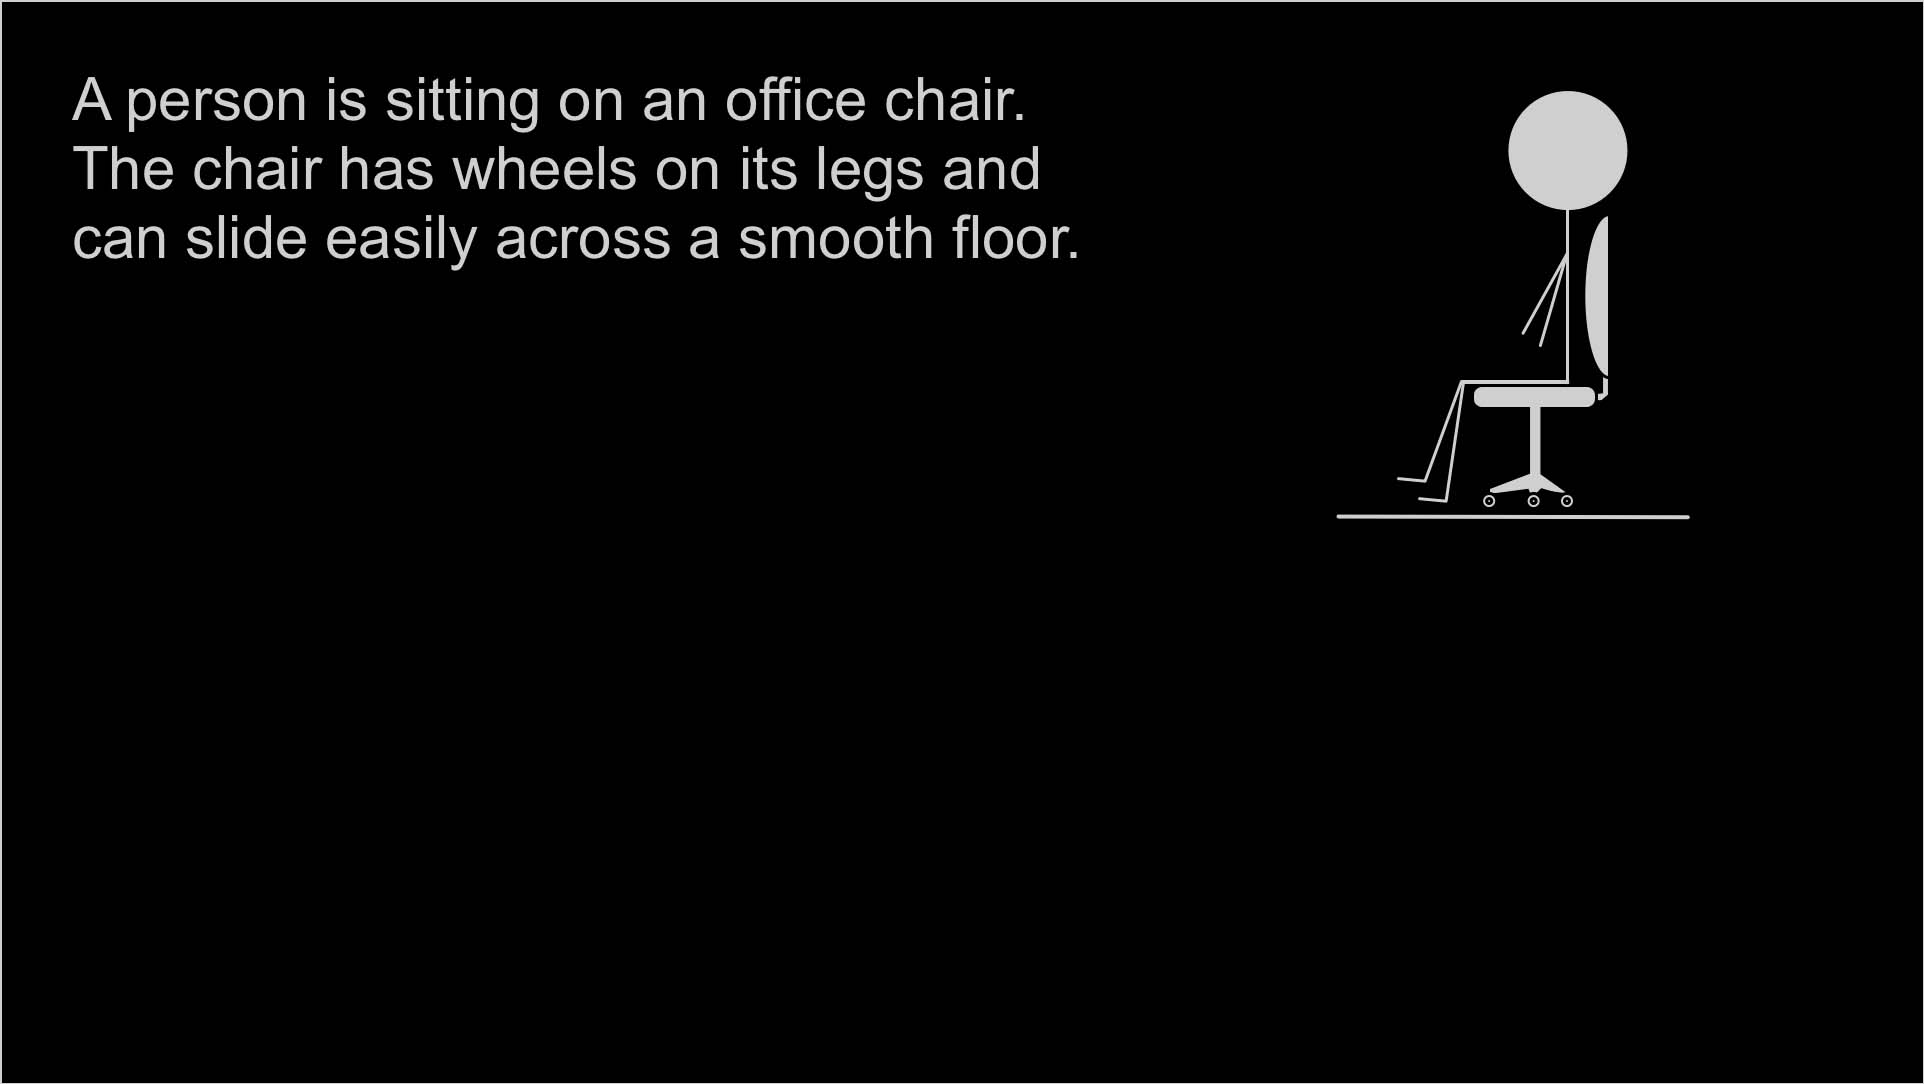 A person is sitting on an office chair.
The chair has wheels on its legs and
can slide easily across a smooth floor.